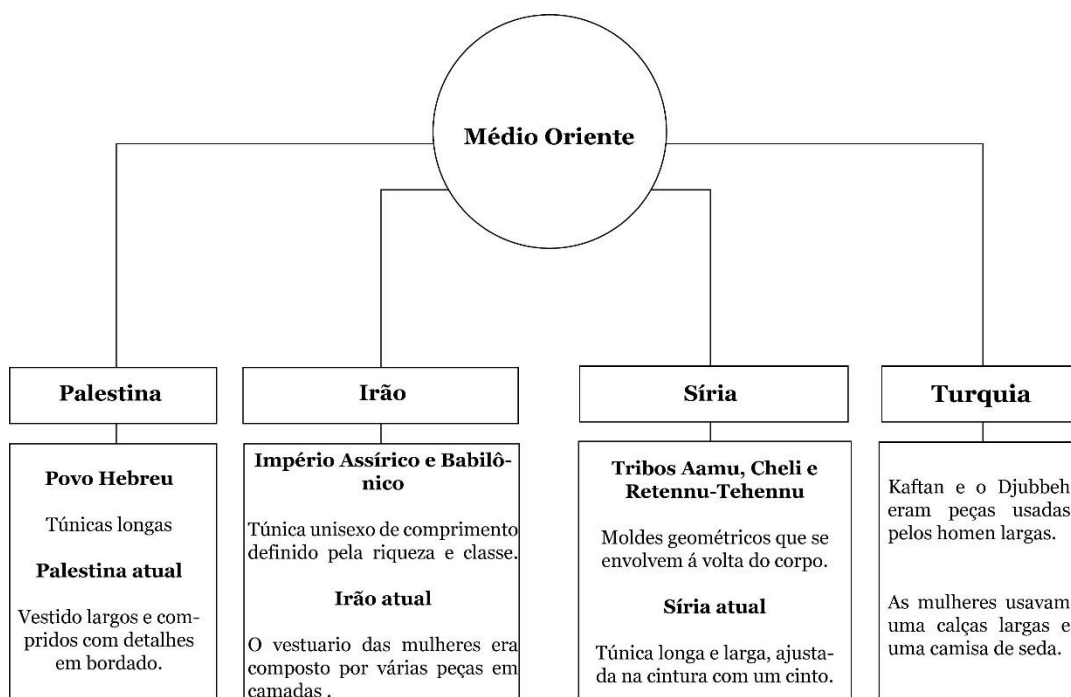 Médio Oriente
Palestina
Povo Hebreu
Túnicas longas
Palestina atual
Vestido largos e com-
pridos com detalhes
em bordado.
Irão
Império Assírico e Babilô-
nico
Túnica unisexo de comprimento
definido pela riqueza e classe.
Irão atual
O vestuario das mulheres era
composto por várias peças em
camadas .
Síria
Tribos Aamu, Cheli e
Retennu-Tehennu
Moldes geométricos que se
envolvem á volta do corpo.
Síria atual
Túnica longa e larga, ajusta-
da na cintura com um cinto.
Turquia
Kaftan e o Djubbeh
eram peças usadas
pelos homen largas.
As mulheres usavam
uma calças largas e
uma camisa de seda.